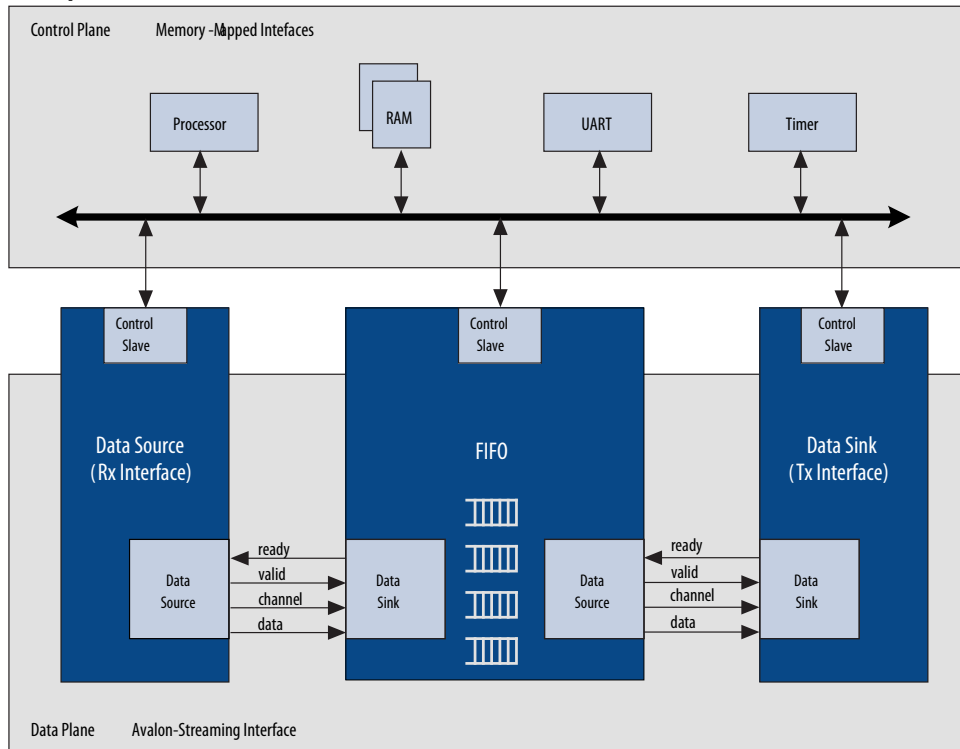 Control Plane Memory -Mapped Intefaces
Processor
RAM
UART
Timer
Control
Slave
Control
Slave
Control
Slave
Data Source
( Rx Interface)
FIFO
Data Sink
(Tx Interface)
Data
Source
ready
valid
channel
data
Data
Sink
Data
Source
ready
valid
channel
data
Data
Sink
Data Plane Avalon-Streaming Interface